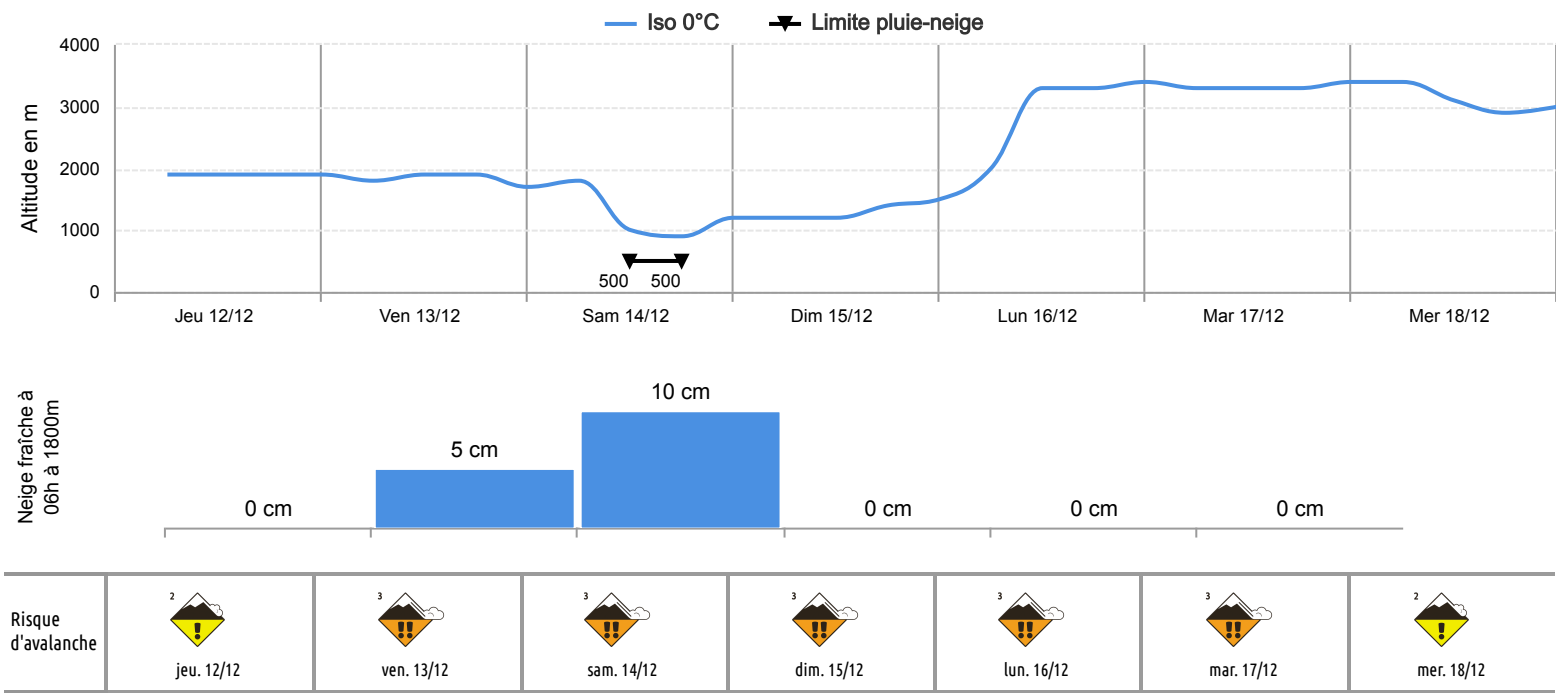 Iso 0°C Limite pluie-neige
Altitude en m
4000
3000
2000
1000
0
500 500
Jeu 12/12 Ven 13/12 Sam 14/12 Dim 15/12 Lun 16/12 Mar 17/12 Mer 18/12
Neige fraîche à
06h à 1800m
0 cm 5 cm 10 cm 0 cm 0 cm 0 cm
Risque
d'avalanche
2 3 3 3 3 3 2
! !! !! !! !! !! !
jeu. 12/12 ven. 13/12 sam. 14/12 dim. 15/12 lun. 16/12 mar. 17/12 mer. 18/12